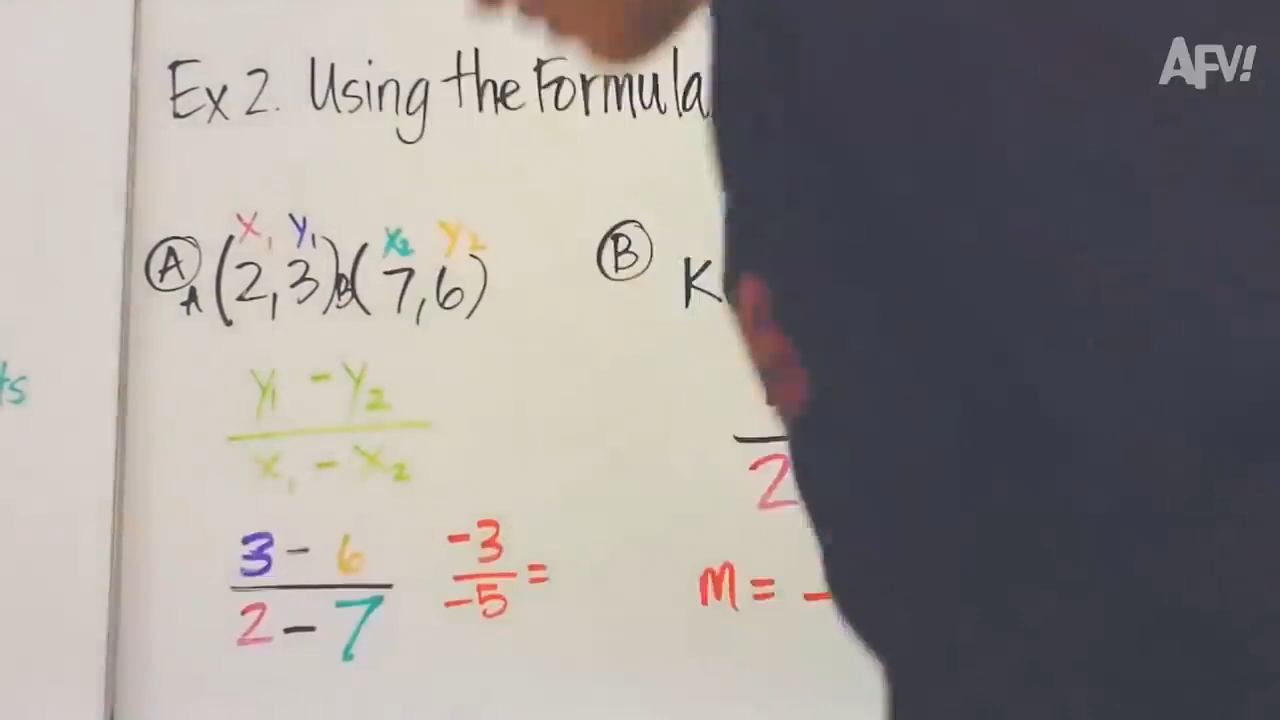 AFV!
Ex 2. Using the Formula
A
x₁ y₁ x₂ y₂
A (2,3) B (7,6)
y₁ - y₂
x₁ - x₂
3 - 6
2 - 7
-3
-5 =
ts
B
K
2
m = -